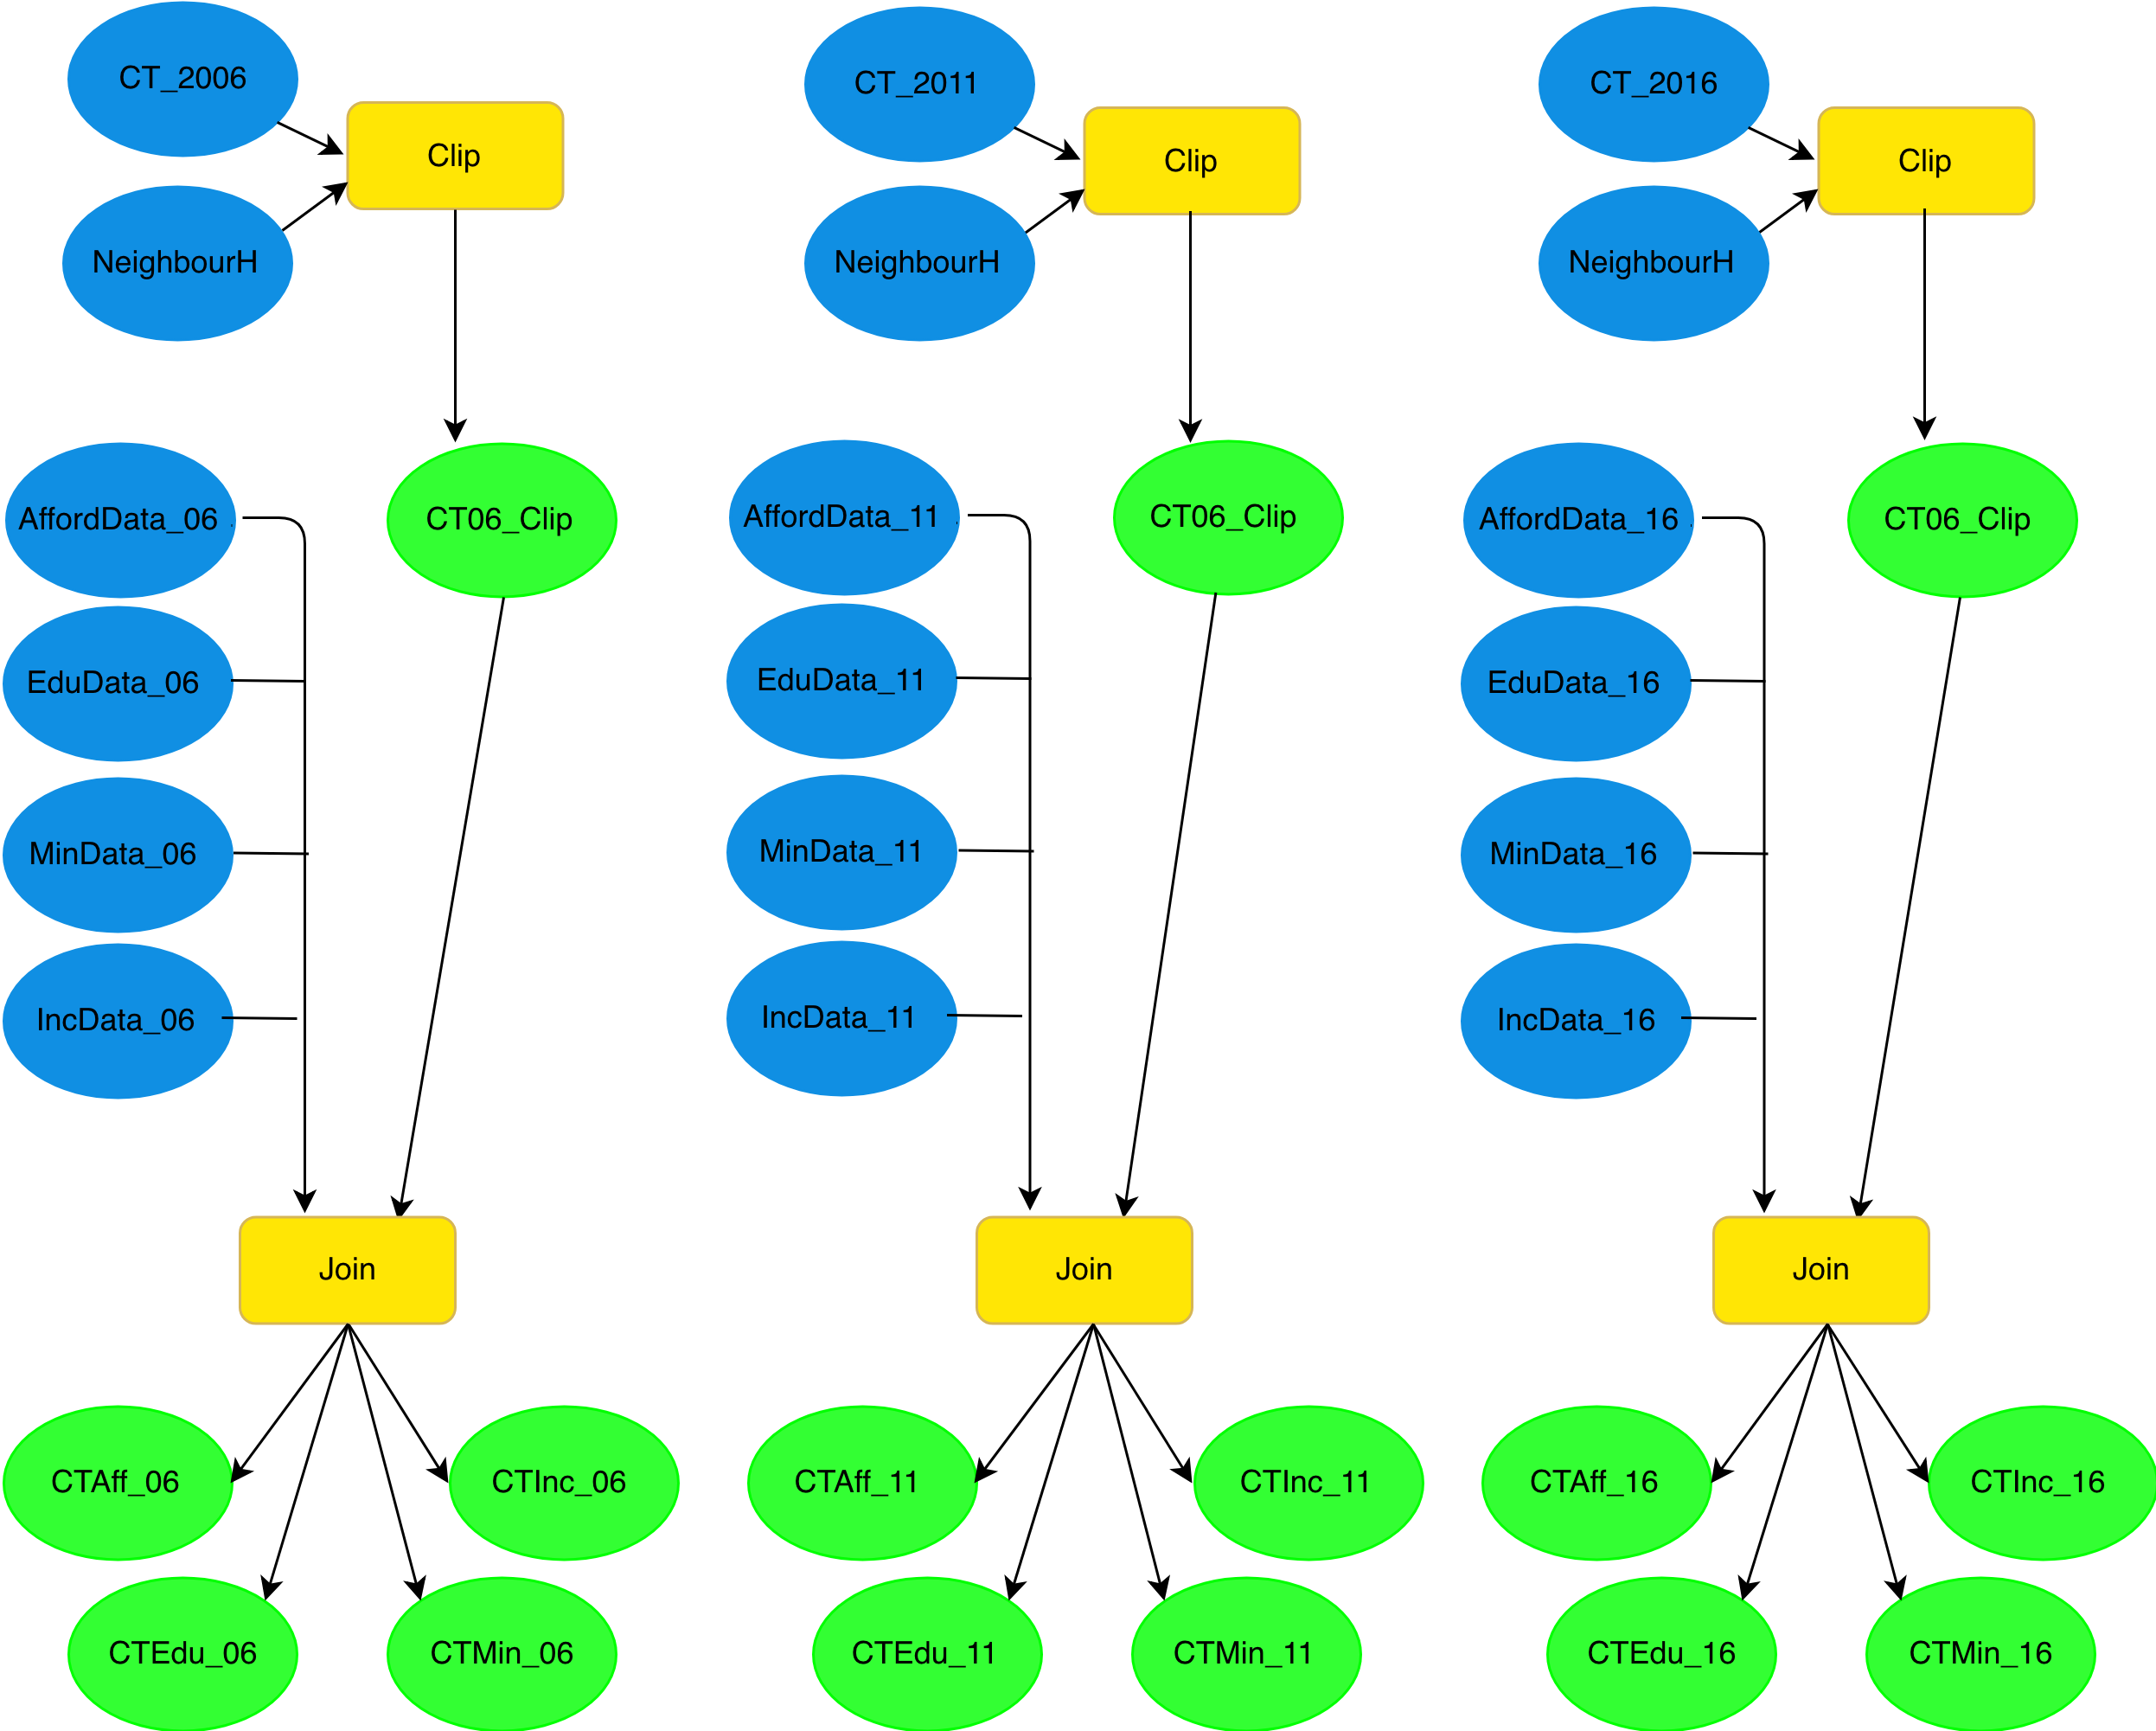 CT_2006
Clip
NeighbourH
AffordData_06
CT06_Clip
EduData_06
MinData_06
IncData_06
Join
CTAff_06
CTInc_06
CTEdu_06
CTMin_06
CT_2011
Clip
NeighbourH
AffordData_11
CT06_Clip
EduData_11
MinData_11
IncData_11
Join
CTAff_11
CTInc_11
CTEdu_11
CTMin_11
CT_2016
Clip
NeighbourH
AffordData_16
CT06_Clip
EduData_16
MinData_16
IncData_16
Join
CTAff_16
CTInc_16
CTEdu_16
CTMin_16